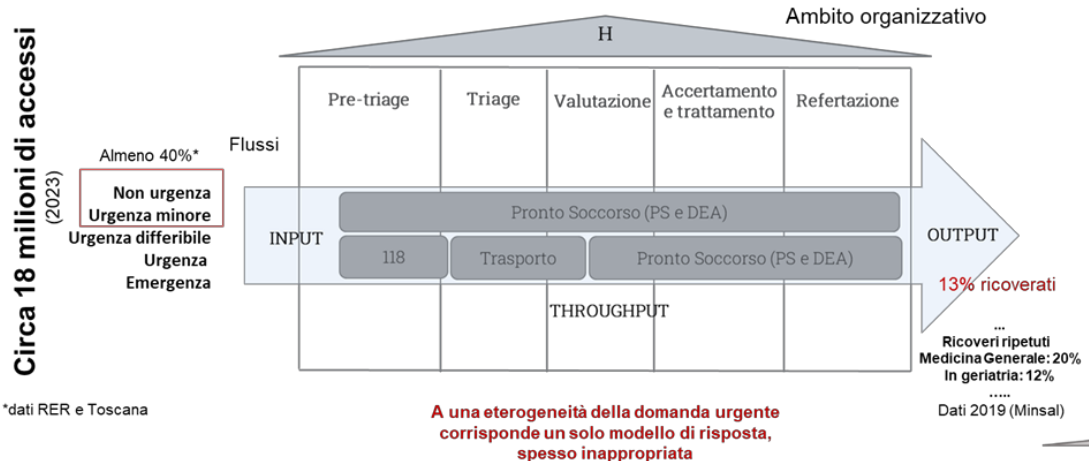 Ambito organizzativo
H
Circa 18 milioni di accessi
(2023)
Pre-triage
Triage
Valutazione
Accertamento
e trattamento
Refertazione
Flussi
Almeno 40%*
Non urgenza
Urgenza minore
Urgenza differibile
Urgenza
Emergenza
INPUT
Pronto Soccorso (PS e DEA)
118
Trasporto
Pronto Soccorso (PS e DEA)
THROUGHPUT
OUTPUT
13% ricoverati
...
Ricoveri ripetuti
Medicina Generale: 20%
In geriatria: 12%
.....
Dati 2019 (Minsal)
*dati RER e Toscana
A una eterogeneità della domanda urgente
corrisponde un solo modello di risposta,
spesso inappropriata